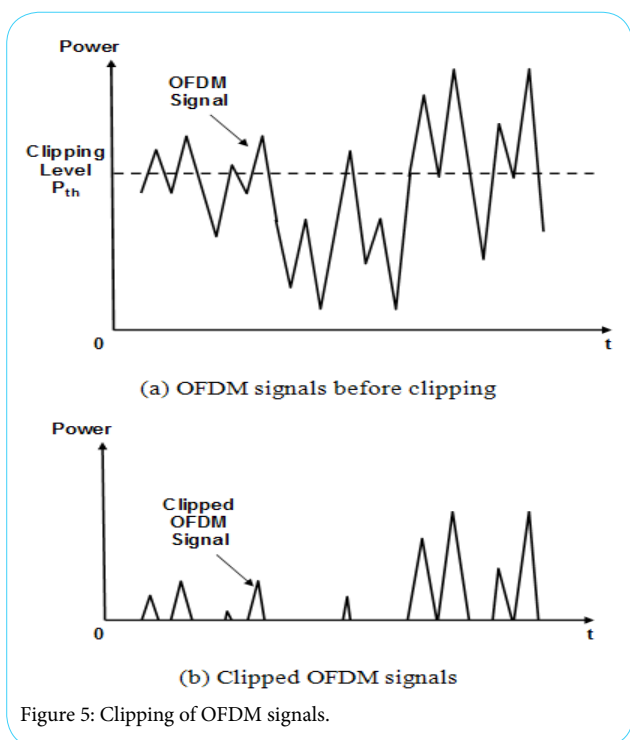 Power
OFDM
Signal
Clipping
Level
Pth
0
t
(a) OFDM signals before clipping
Power
Clipped
OFDM
Signal
0
t
(b) Clipped OFDM signals
Figure 5: Clipping of OFDM signals.